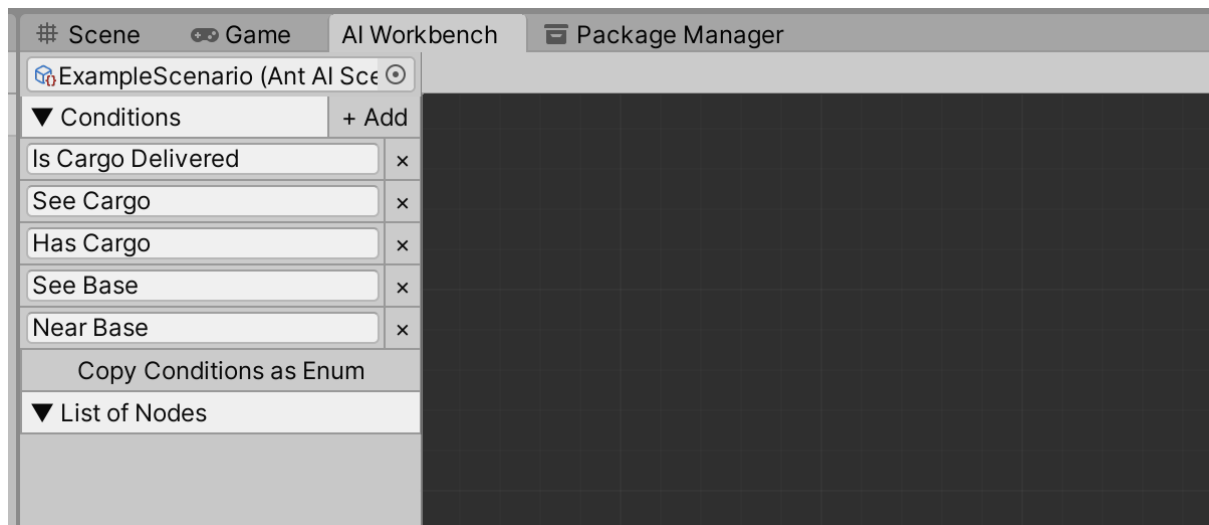 Scene Game AI Workbench Package Manager
ExampleScenario (Ant AI Sce
Conditions + Add
Is Cargo Delivered ×
See Cargo ×
Has Cargo ×
See Base ×
Near Base ×
Copy Conditions as Enum
List of Nodes